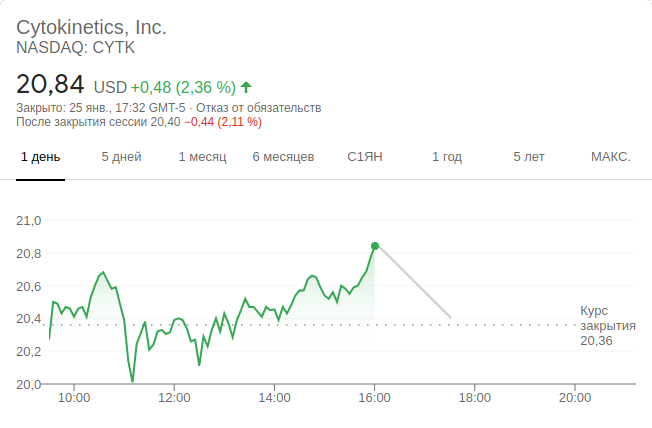 Cytokinetics, Inc.
NASDAQ: CYTK
20,84 USD +0,48 (2,36 %)
Закрыто: 25 янв., 17:32 GMT-5 · Отказ от обязательств
После закрытия сессии 20,40 −0,44 (2,11 %)
1 день 5 дней 1 месяц 6 месяцев С1ЯН 1 год 5 лет МАКС.
21,0
20,8
20,6
20,4
20,2
20,0
Курс
закрытия
20,36
10:00 12:00 14:00 16:00 18:00 20:00